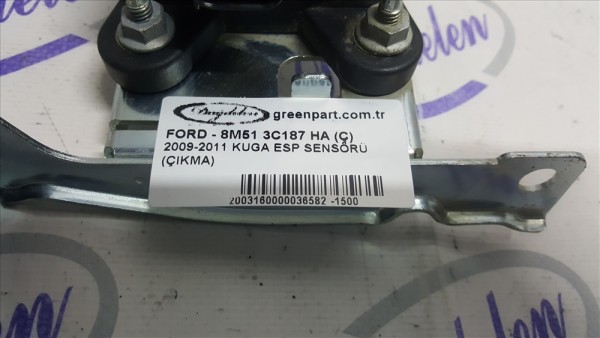 greenpart.com.tr
FORD - 8M51 3C187 HA (Ç)
2009-2011 KUGA ESP SENSÖRÜ
(ÇIKMA)
2003160000036582 -1500